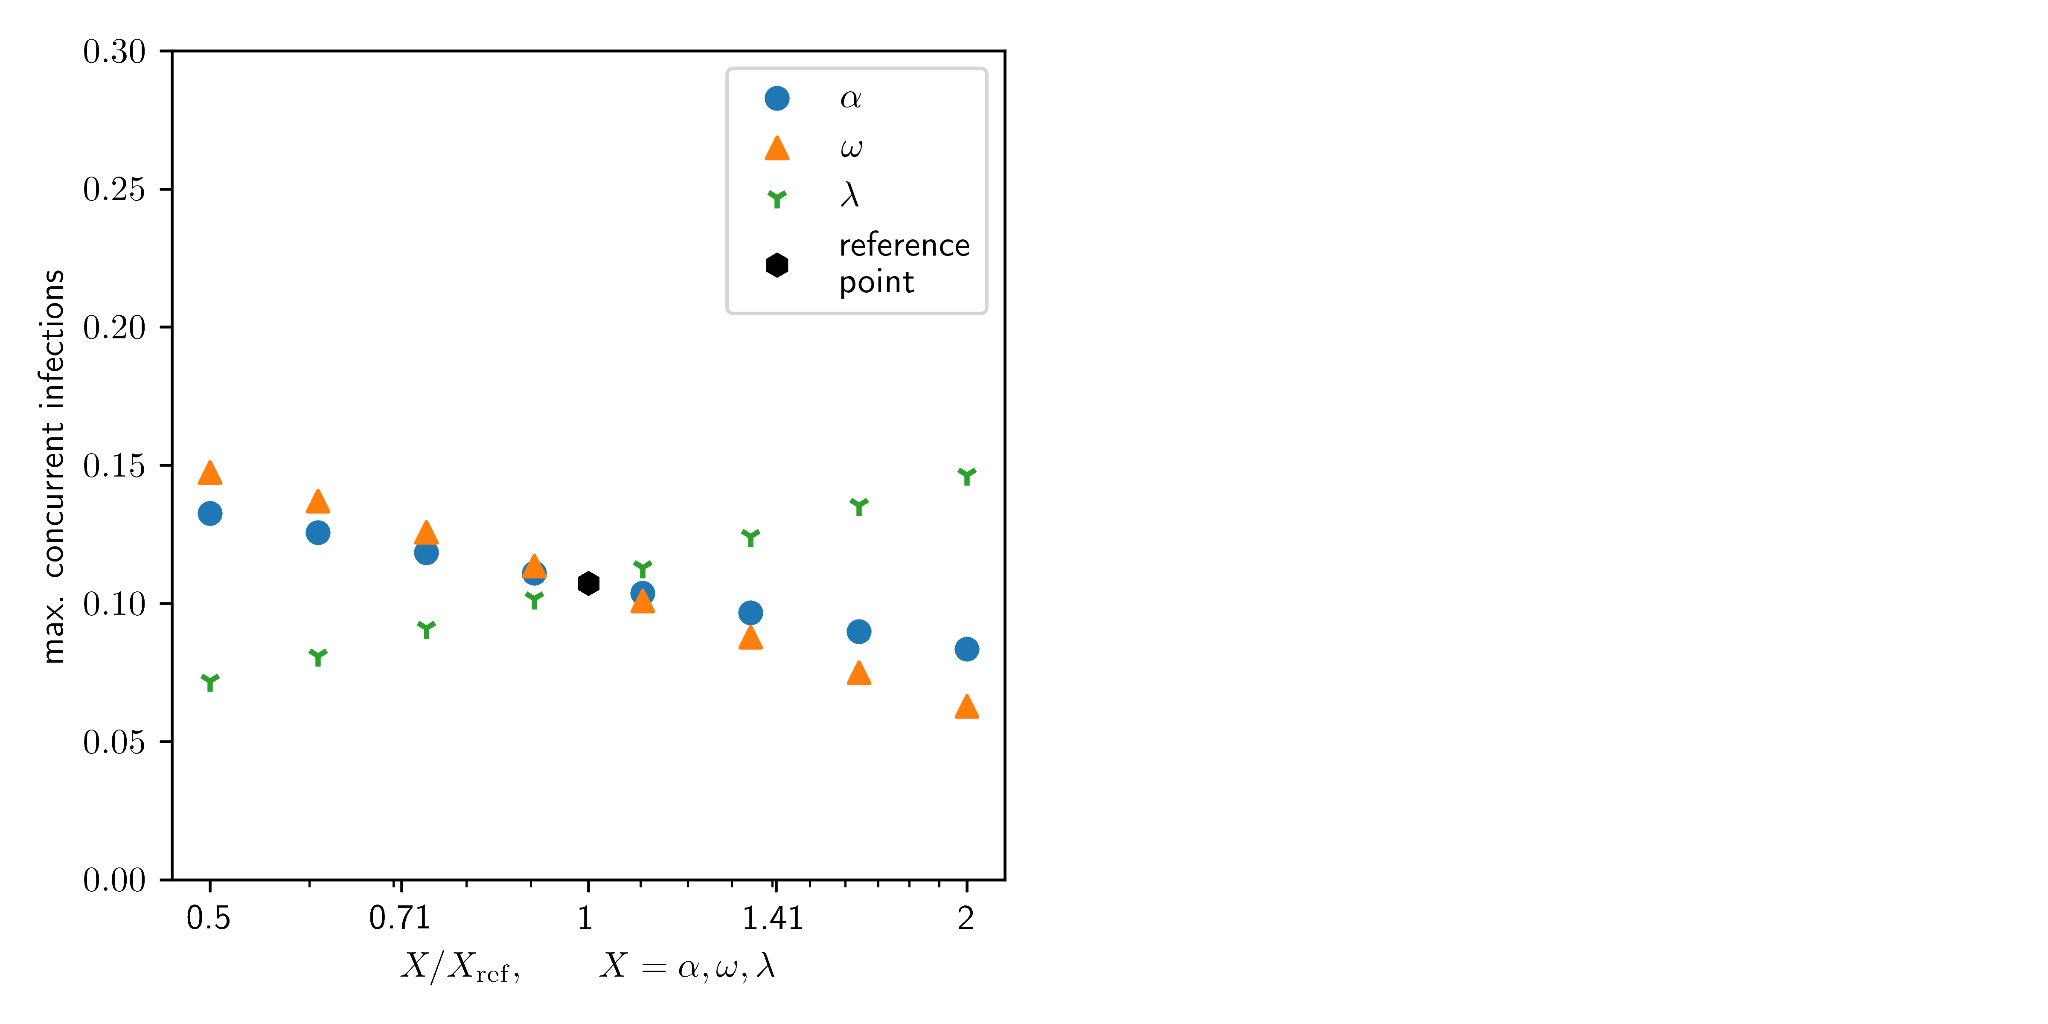 0.30
0.25
0.20
0.15
0.10
0.05
0.00
max. concurrent infections
α
ω
λ
reference
point
0.5 0.71 1 1.41 2
X/X_ref, X = α, ω, λ